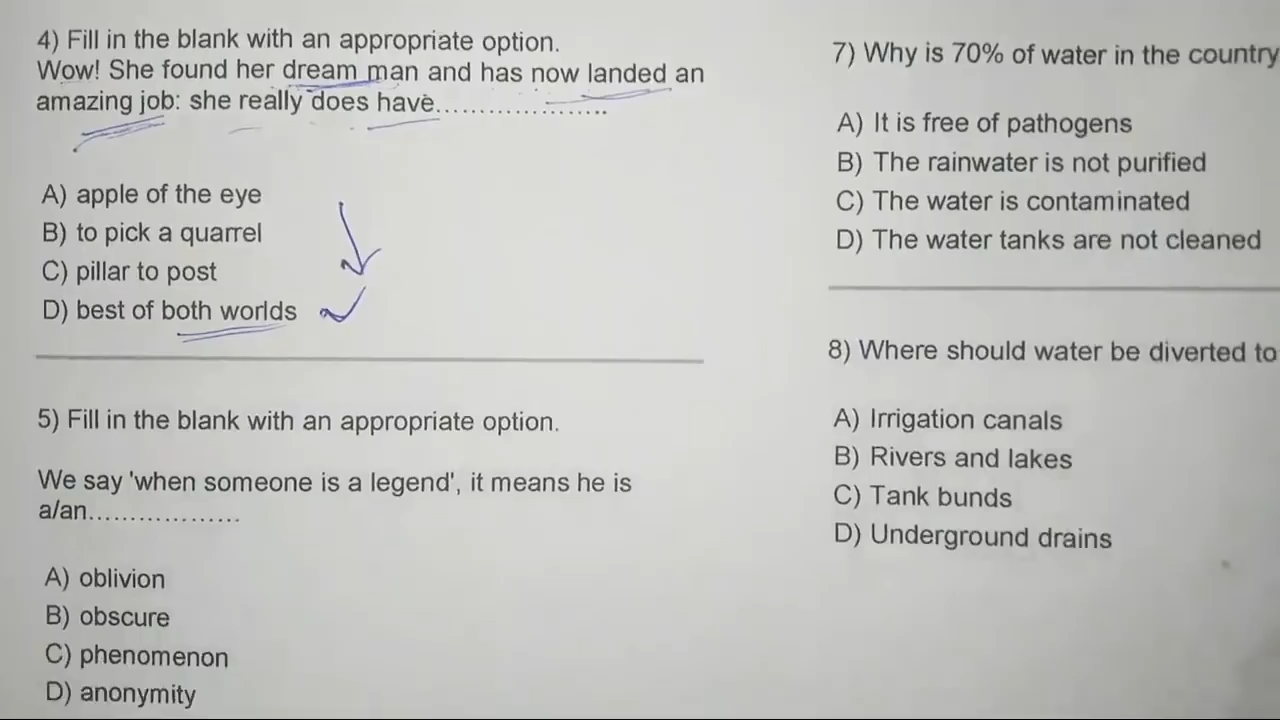 4) Fill in the blank with an appropriate option.
Wow! She found her dream man and has now landed an
amazing job: she really does have.....................
A) apple of the eye
B) to pick a quarrel
C) pillar to post
D) best of both worlds
5) Fill in the blank with an appropriate option.
We say 'when someone is a legend', it means he is
a/an...................
A) oblivion
B) obscure
C) phenomenon
D) anonymity
7) Why is 70% of water in the country
A) It is free of pathogens
B) The rainwater is not purified
C) The water is contaminated
D) The water tanks are not cleaned
8) Where should water be diverted to
A) Irrigation canals
B) Rivers and lakes
C) Tank bunds
D) Underground drains